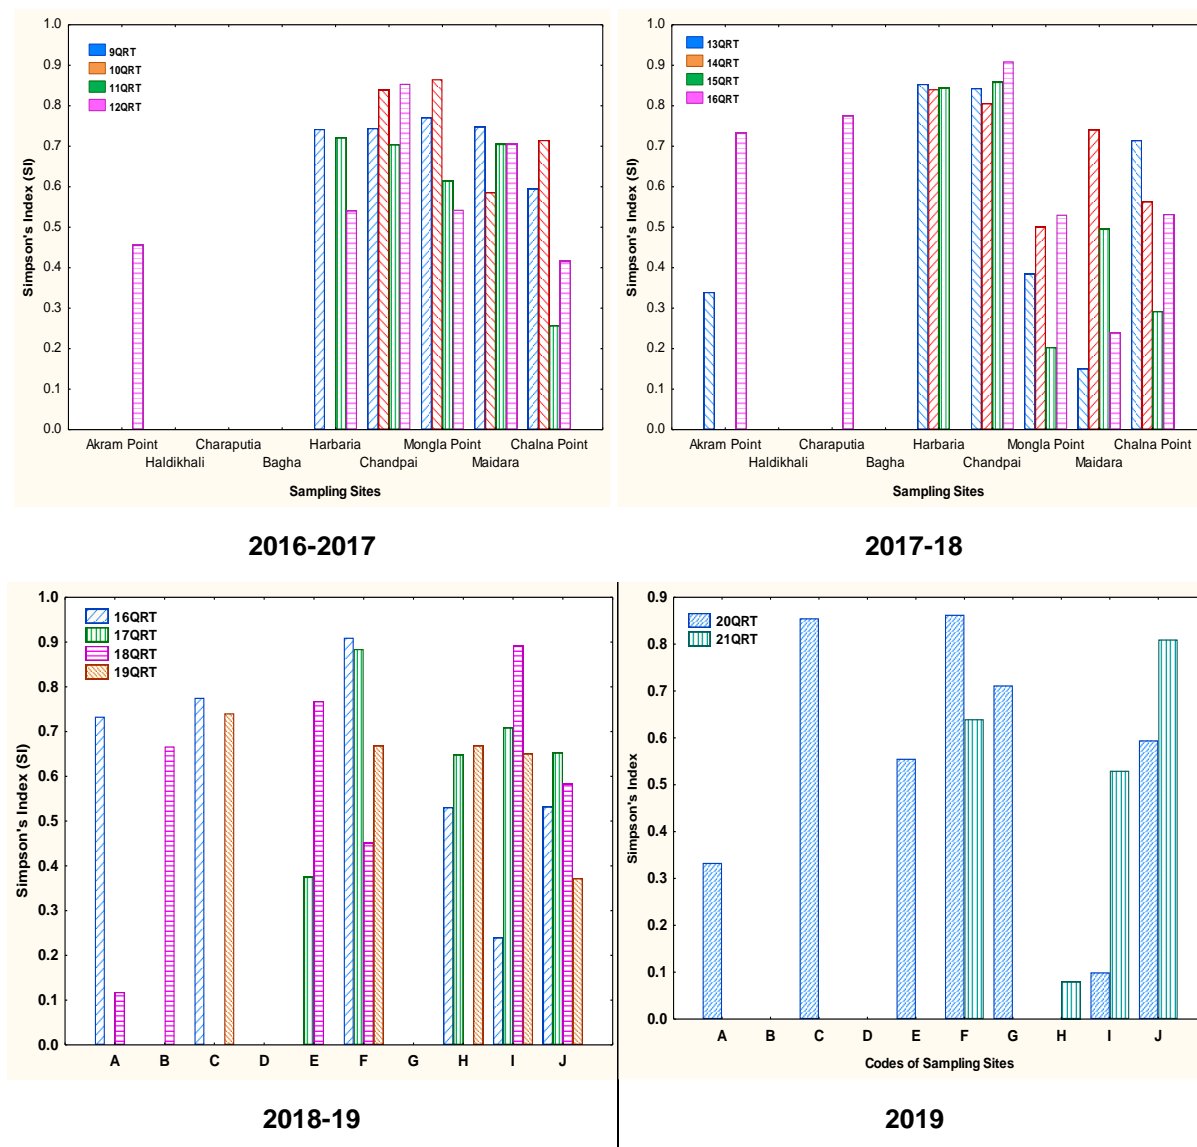 1.0
0.9
0.8
0.7
0.6
0.5
0.4
0.3
0.2
0.1
0.0
Simpson's Index (SI)
9QRT
10QRT
11QRT
12QRT
Akram Point Charaputia Harbaria Mongla Point Chalna Point
Haldikhali Bagha Chandpai Maidara
Sampling Sites
2016-2017
1.0
0.9
0.8
0.7
0.6
0.5
0.4
0.3
0.2
0.1
0.0
Simpson's Index (SI)
13QRT
14QRT
15QRT
16QRT
Akram Point Charaputia Harbaria Mongla Point Chalna Point
Haldikhali Bagha Chandpai Maidara
Sampling Sites
2017-18
1.0
0.9
0.8
0.7
0.6
0.5
0.4
0.3
0.2
0.1
0.0
Simpson's Index (SI)
16QRT
17QRT
18QRT
19QRT
A B C D E F G H I J
2018-19
0.9
0.8
0.7
0.6
0.5
0.4
0.3
0.2
0.1
0.0
Simpson's Index
20QRT
21QRT
A B C D E F G H I J
Codes of Sampling Sites
2019